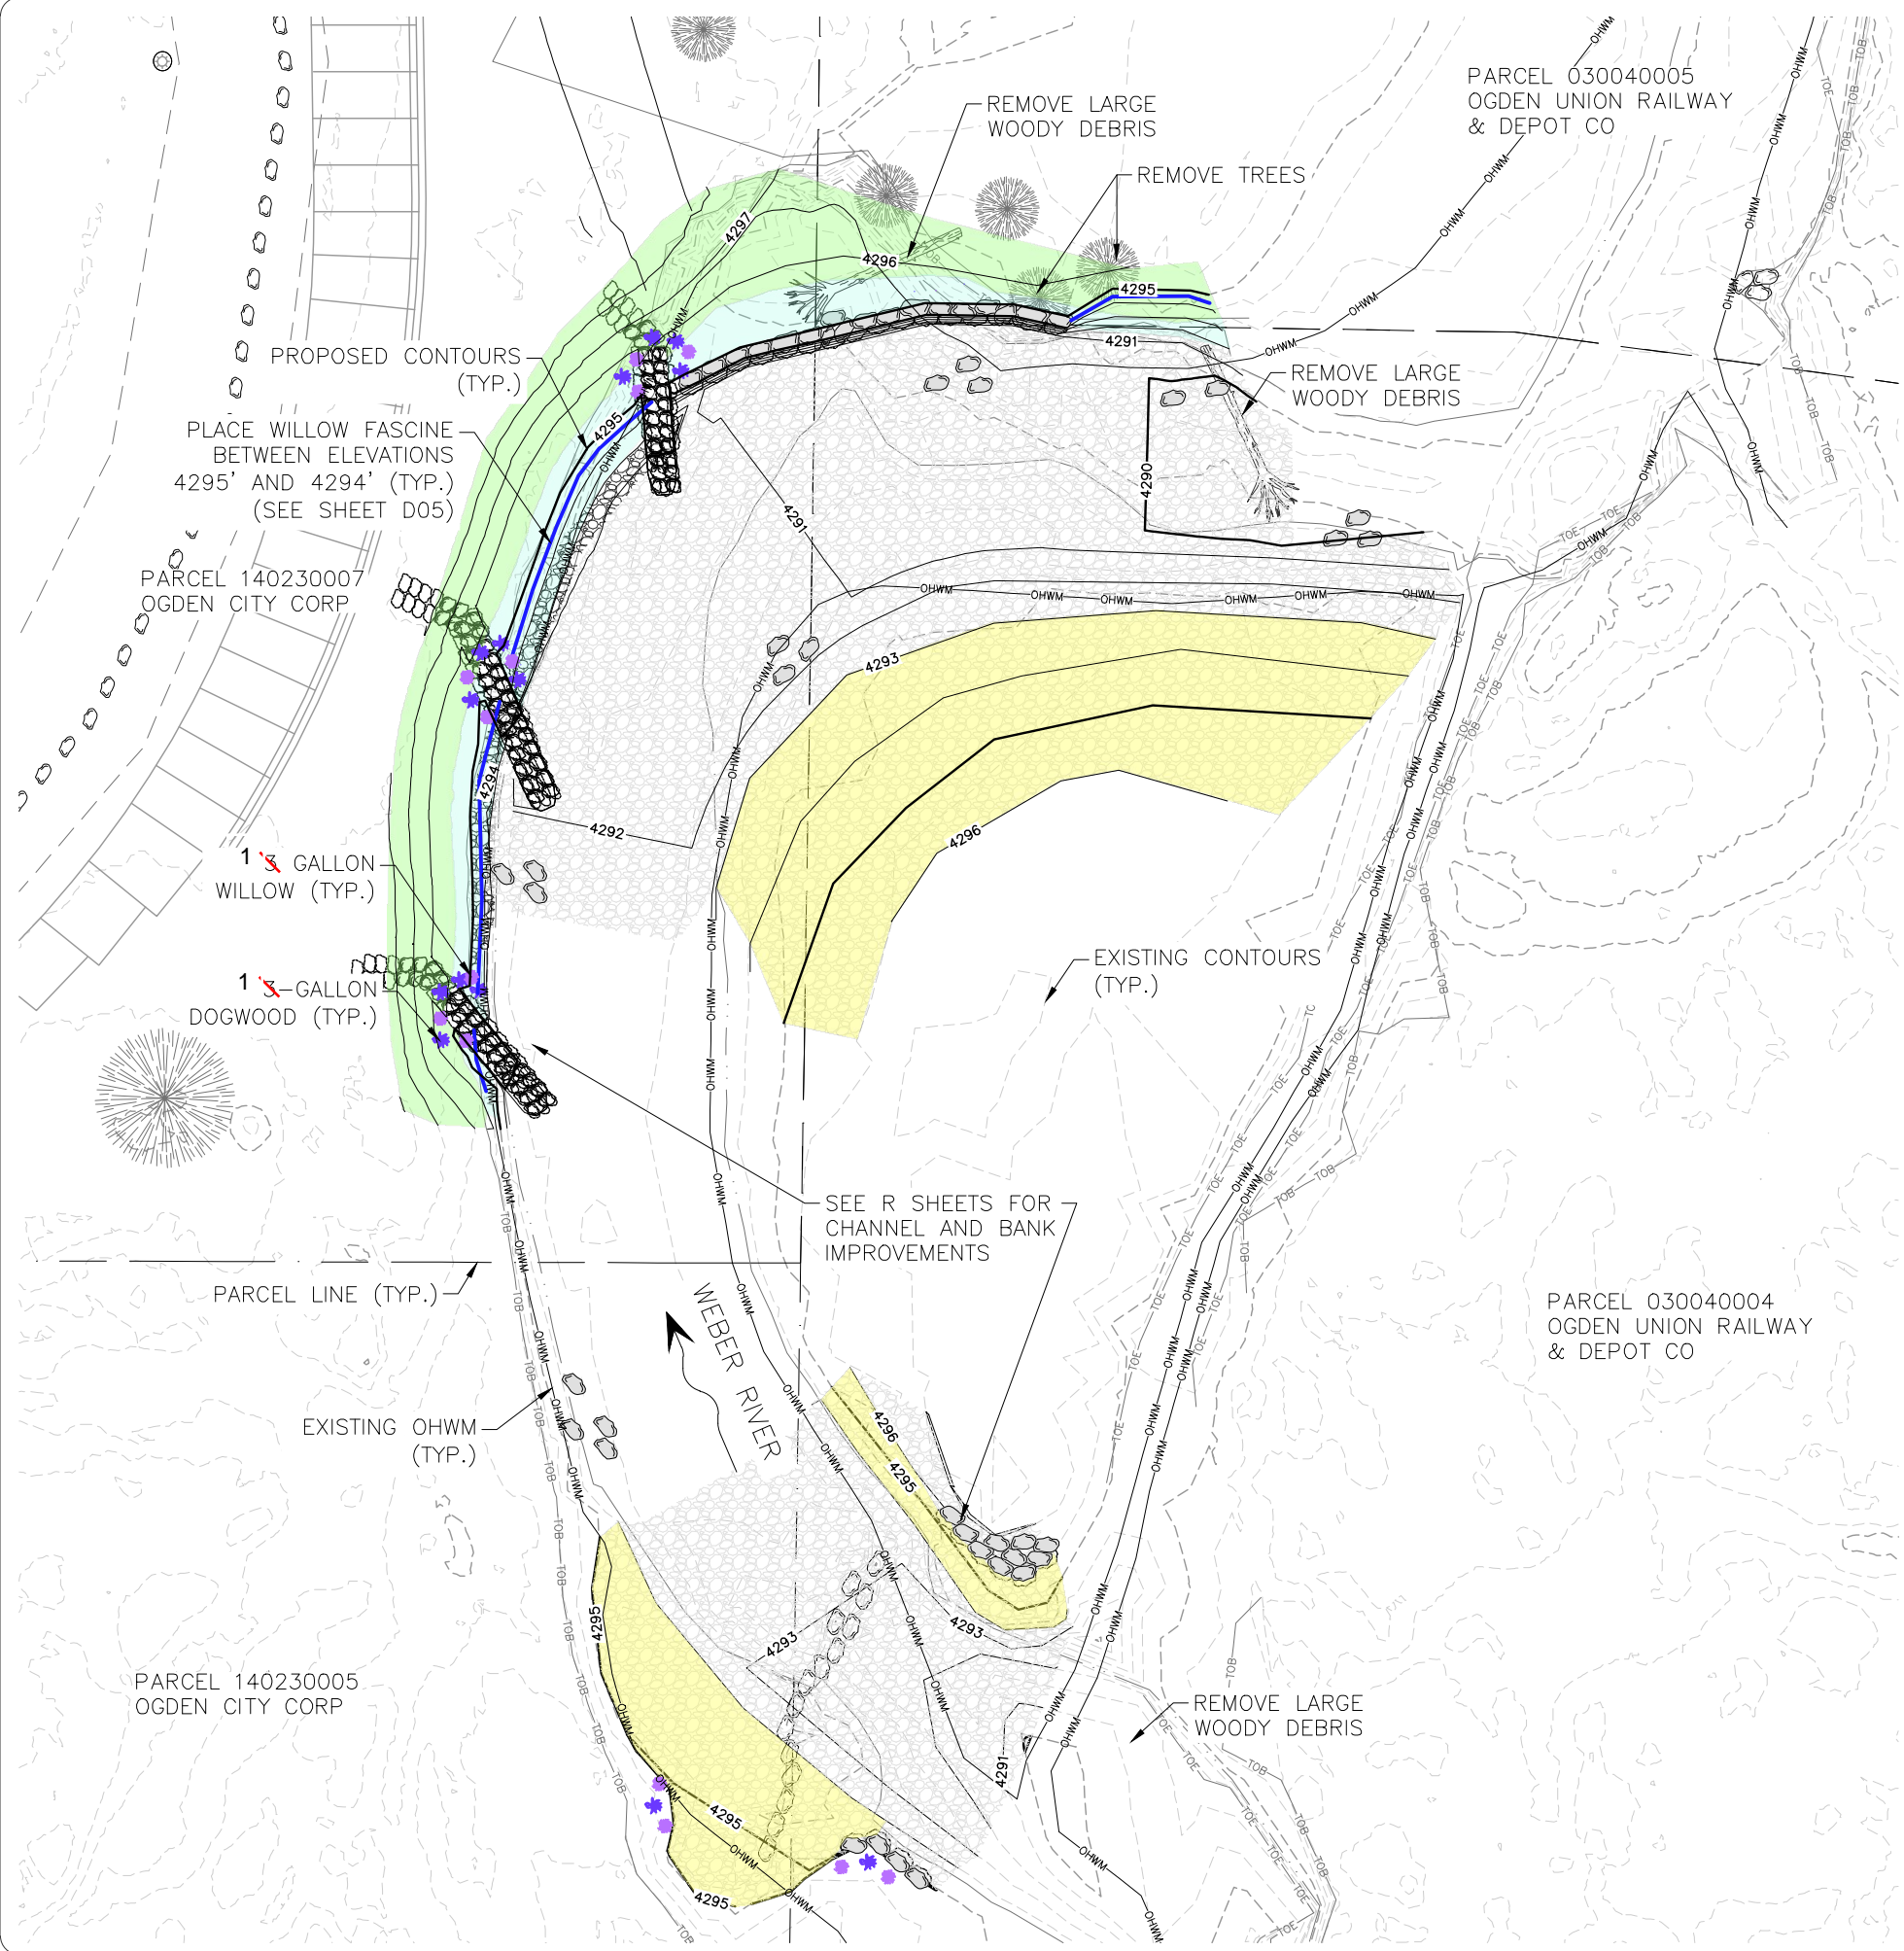 PARCEL 030040005
OGDEN UNION RAILWAY
& DEPOT CO
REMOVE LARGE
WOODY DEBRIS
REMOVE TREES
4297
4296
4295
4291
PROPOSED CONTOURS
(TYP.)
REMOVE LARGE
WOODY DEBRIS
PLACE WILLOW FASCINE
BETWEEN ELEVATIONS
4295' AND 4294' (TYP.)
(SEE SHEET D05)
4295
4290
4291
PARCEL 140230007
OGDEN CITY CORP
4293
4294
4292
4296
1 3 GALLON
WILLOW (TYP.)
EXISTING CONTOURS
(TYP.)
1 3-GALLON
DOGWOOD (TYP.)
SEE R SHEETS FOR
CHANNEL AND BANK
IMPROVEMENTS
PARCEL LINE (TYP.)
WEBER RIVER
PARCEL 030040004
OGDEN UNION RAILWAY
& DEPOT CO
EXISTING OHWM
(TYP.)
4296
4295
4295
4293
4293
PARCEL 140230005
OGDEN CITY CORP
REMOVE LARGE
WOODY DEBRIS
4291
4295
4295
OHWM
TOB
TOE